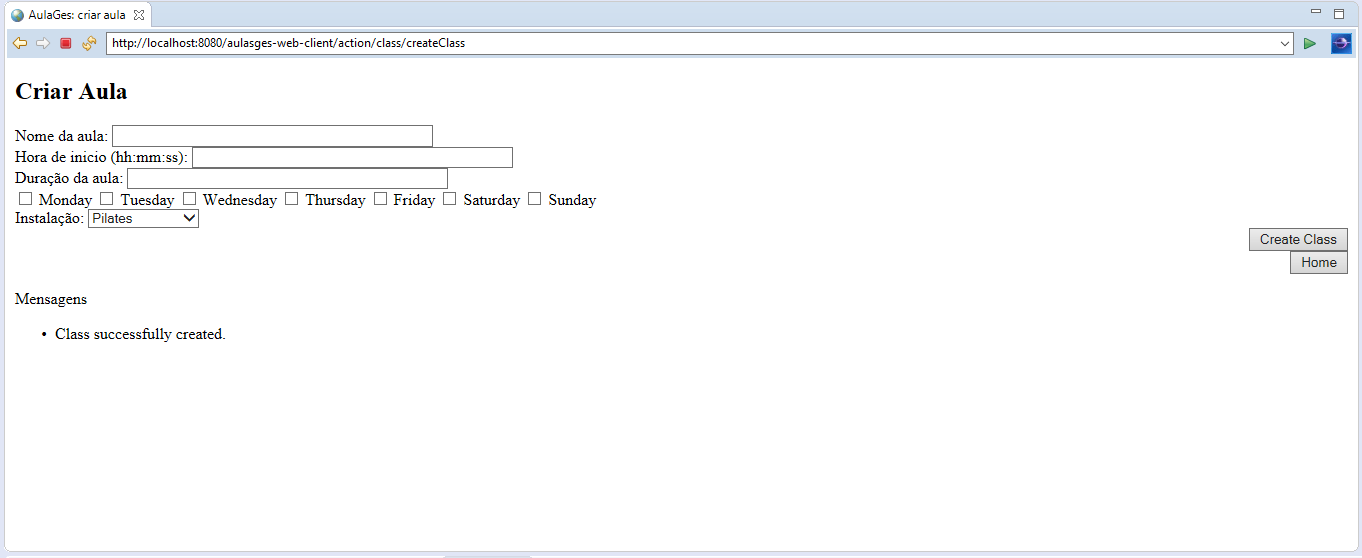 AulaGes: criar aula
http://localhost:8080/aulasges-web-client/action/class/createClass
Criar Aula
Nome da aula:
Hora de inicio (hh:mm:ss):
Duração da aula:
Monday Tuesday Wednesday Thursday Friday Saturday Sunday
Instalação: Pilates
Create Class
Home
Mensagens
• Class successfully created.